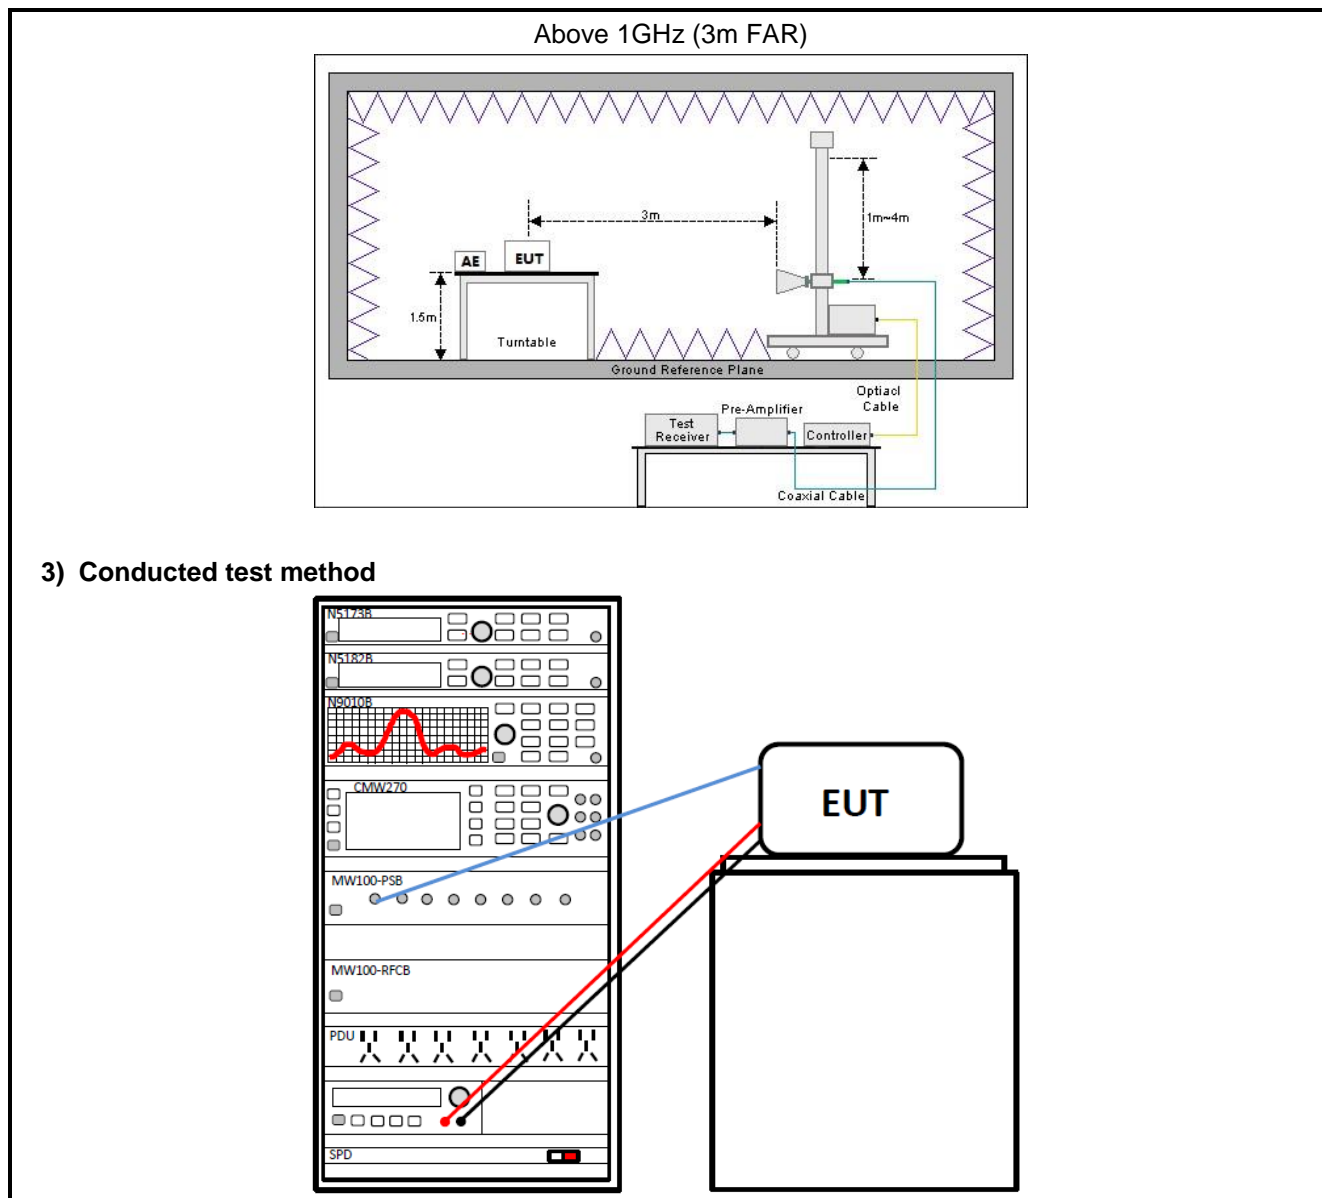 Above 1GHz (3m FAR)
3m
1m~4m
AE
EUT
1.5m
Turntable
Ground Reference Plane
Optiacl
Cable
Pre-Amplifier
Test
Receiver
Controller
Coaxial Cable
3) Conducted test method
N5173B
N5182B
N9010B
CMW270
EUT
MW100-PSB
MW100-RFCB
PDU
SPD